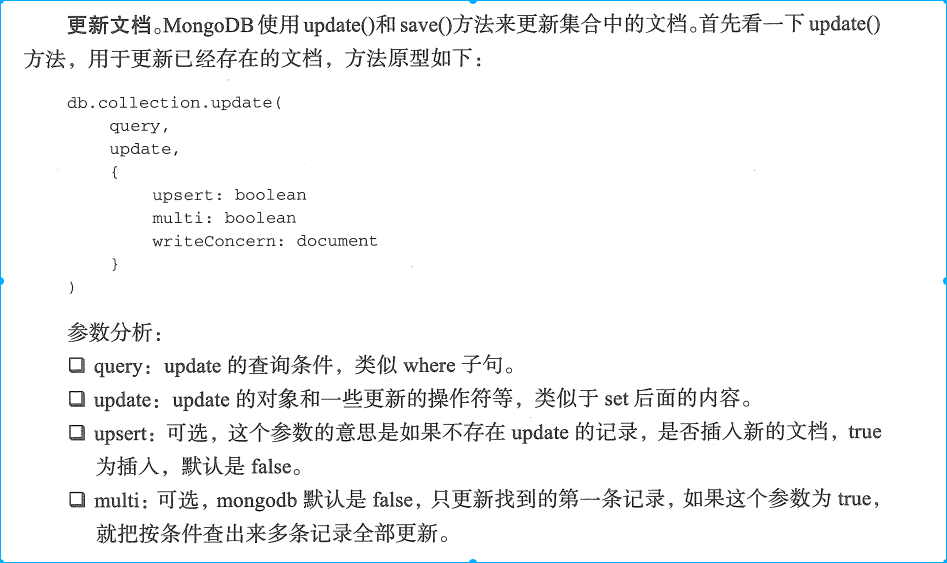 更新文档。MongoDB 使用 update()和 save()方法来更新集合中的文档。首先看一下 update()
方法，用于更新已经存在的文档，方法原型如下：
db.collection.update(
query,
update,
{
upsert: boolean
multi: boolean
writeConcern: document
}
)
参数分析：
❑ query：update 的查询条件，类似 where 子句。
❑ update：update 的对象和一些更新的操作符等，类似于 set 后面的内容。
❑ upsert：可选，这个参数的意思是如果不存在 update 的记录，是否插入新的文档，true
为插入，默认是 false。
❑ multi：可选，mongodb 默认是 false，只更新找到的第一条记录，如果这个参数为 true，
就把按条件查出来多条记录全部更新。